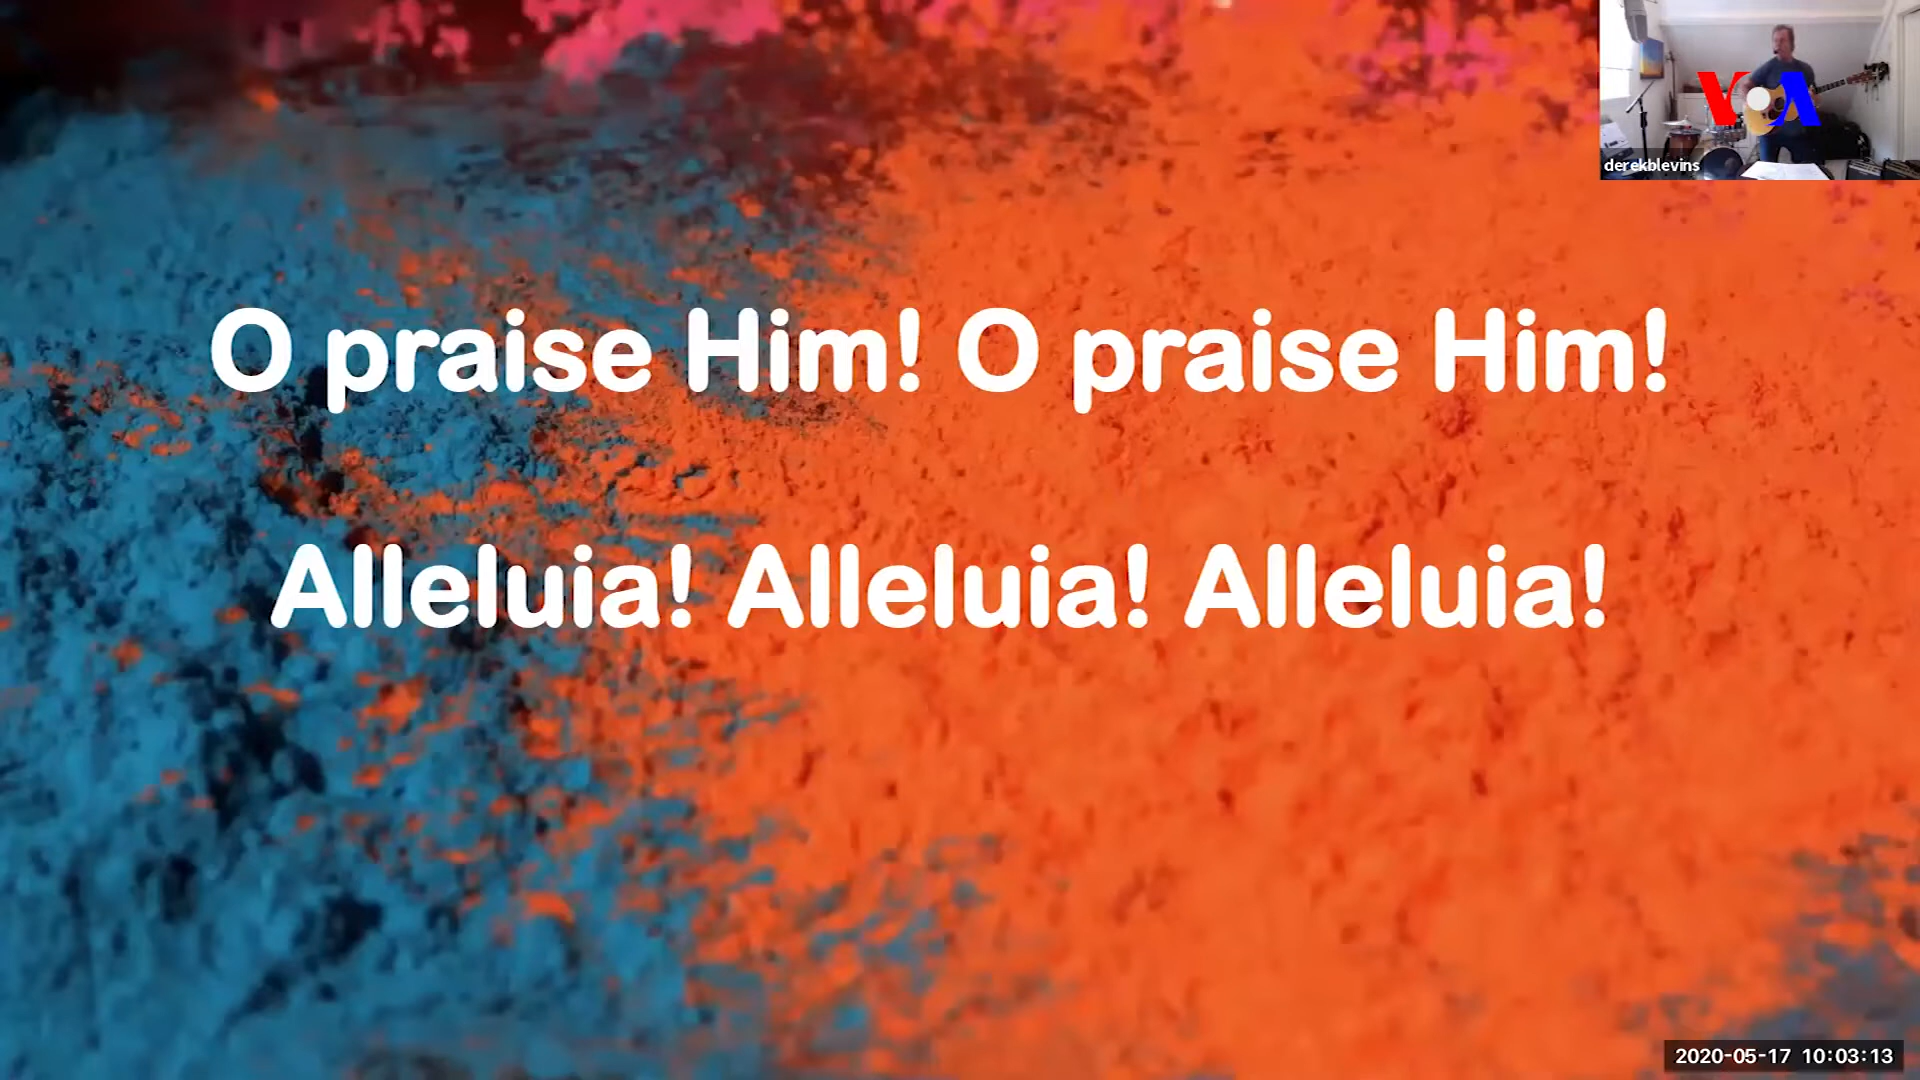 VOA
derekblevins
O praise Him! O praise Him!
Alleluia! Alleluia! Alleluia!
2020-05-17 10:03:13